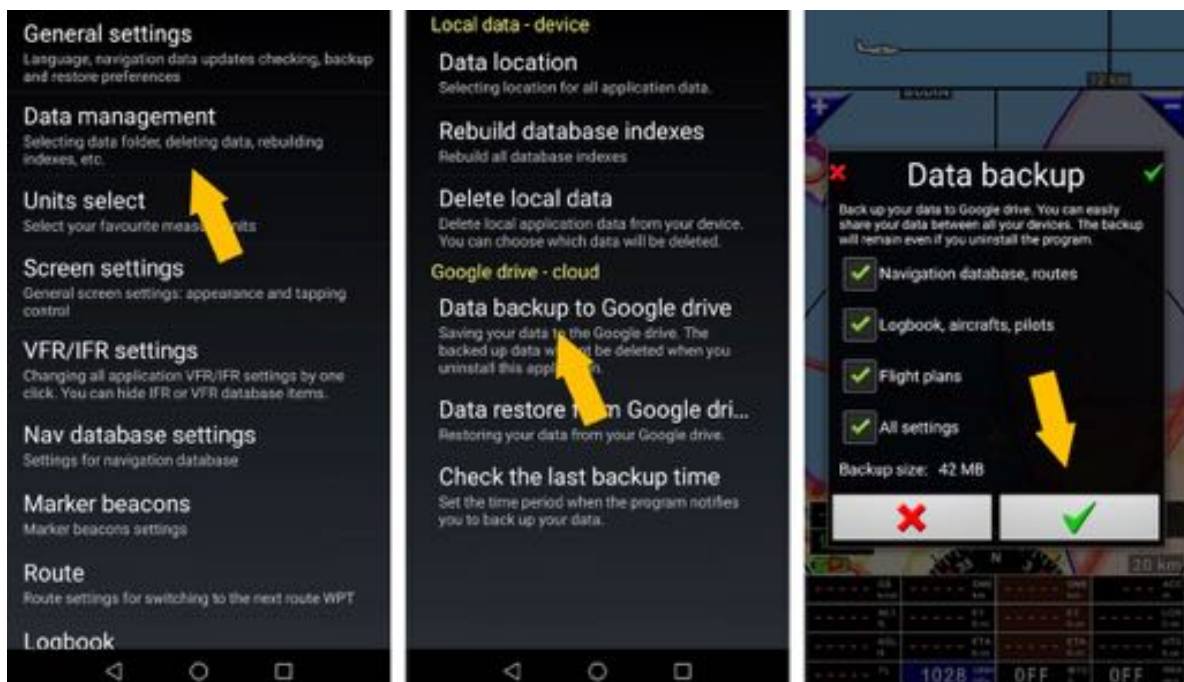 General settings
Language, navigation data updates checking, backup
and restore preferences
Data management
Selecting data folder, deleting data, rebuilding
indexes, etc.
Units select
Select your favourite
Screen settings
General screen settings: appearance and tapping
control
VFR/IFR settings
Changing all application VFR/IFR settings by one
click. You can hide IFR or VFR database items.
Nav database settings
Settings for navigation database
Marker beacons
Marker beacons settings
Route
Route settings for switching to the next route WPT
Logbook
Local data - device
Data location
Selecting location for all application data.
Rebuild database indexes
Rebuild all database indexes
Delete local data
Delete local application data from your device.
You can choose which data will be deleted.
Google drive - cloud
Data backup to Google drive
Saving your data to the Google drive. The
backed up data be deleted when you
uninstall this
Data restore Google dri...
Restoring your data from your Google drive.
Check the last backup time
Set the time period when the program notifies
you to back up your data.
Data backup
Back up your data to Google drive. You can easily
share your data between all your devices. The backup
will remain even if you uninstall the program.
Navigation database, routes
Logbook, aircrafts, pilots
Flight plans
All settings
Backup size: 42 MB
N
20 km
1028 OFF OFF